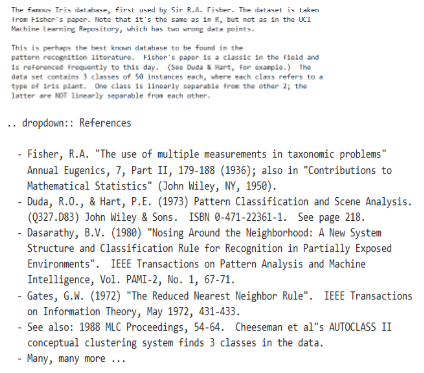 The famous Iris database, first used by Sir R.A. Fisher. The dataset is taken
from Fisher's paper. Note that it's the same as in R, but not as in the UCI
Machine Learning Repository, which has two wrong data points.
This is perhaps the best known database to be found in the
pattern recognition literature. Fisher's paper is a classic in the field and
is referenced frequently to this day. (See Duda & Hart, for example.) The
data set contains 3 classes of 50 instances each, where each class refers to a
type of iris plant. One class is linearly separable from the other 2; the
latter are NOT linearly separable from each other.
.. dropdown:: References
- Fisher, R.A. "The use of multiple measurements in taxonomic problems"
Annual Eugenics, 7, Part II, 179-188 (1936); also in "Contributions to
Mathematical Statistics" (John Wiley, NY, 1950).
- Duda, R.O., & Hart, P.E. (1973) Pattern Classification and Scene Analysis.
(Q327.D83) John Wiley & Sons. ISBN 0-471-22361-1. See page 218.
- Dasarathy, B.V. (1980) "Nosing Around the Neighborhood: A New System
Structure and Classification Rule for Recognition in Partially Exposed
Environments". IEEE Transactions on Pattern Analysis and Machine
Intelligence, Vol. PAMI-2, No. 1, 67-71.
- Gates, G.W. (1972) "The Reduced Nearest Neighbor Rule". IEEE Transactions
on Information Theory, May 1972, 431-433.
- See also: 1988 MLC Proceedings, 54-64. Cheeseman et al"s AUTOCLASS II
conceptual clustering system finds 3 classes in the data.
- Many, many more ...